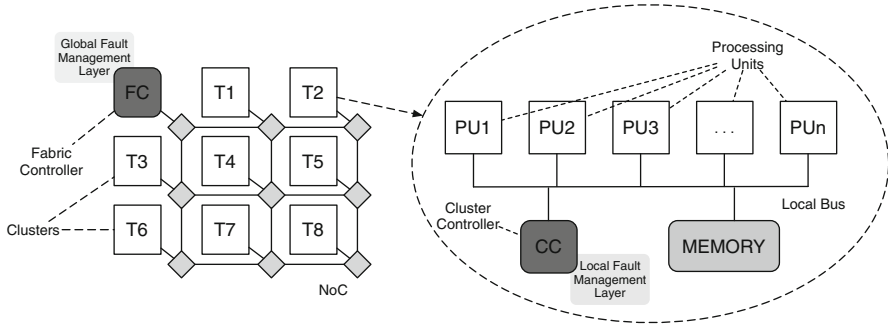 Global Fault
Management
Layer
FC
T1
T2
Fabric
Controller
T3
T4
T5
Clusters
T6
T7
T8
NoC
Processing
Units
PU1
PU2
PU3
...
PUn
Local Bus
Cluster
Controller
CC
MEMORY
Local Fault
Management
Layer